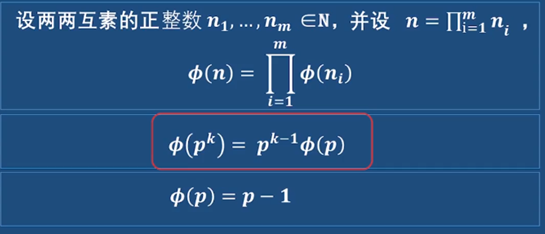 设两两互素的正整数 n₁, …, nₘ ∈N，并设 n = ∏ᵢ₌₁ᵐ nᵢ ，
ϕ(n) = ∏ᵢ₌₁ᵐ ϕ(nᵢ)
ϕ(pᵏ) = pᵏ⁻¹ϕ(p)
ϕ(p) = p − 1